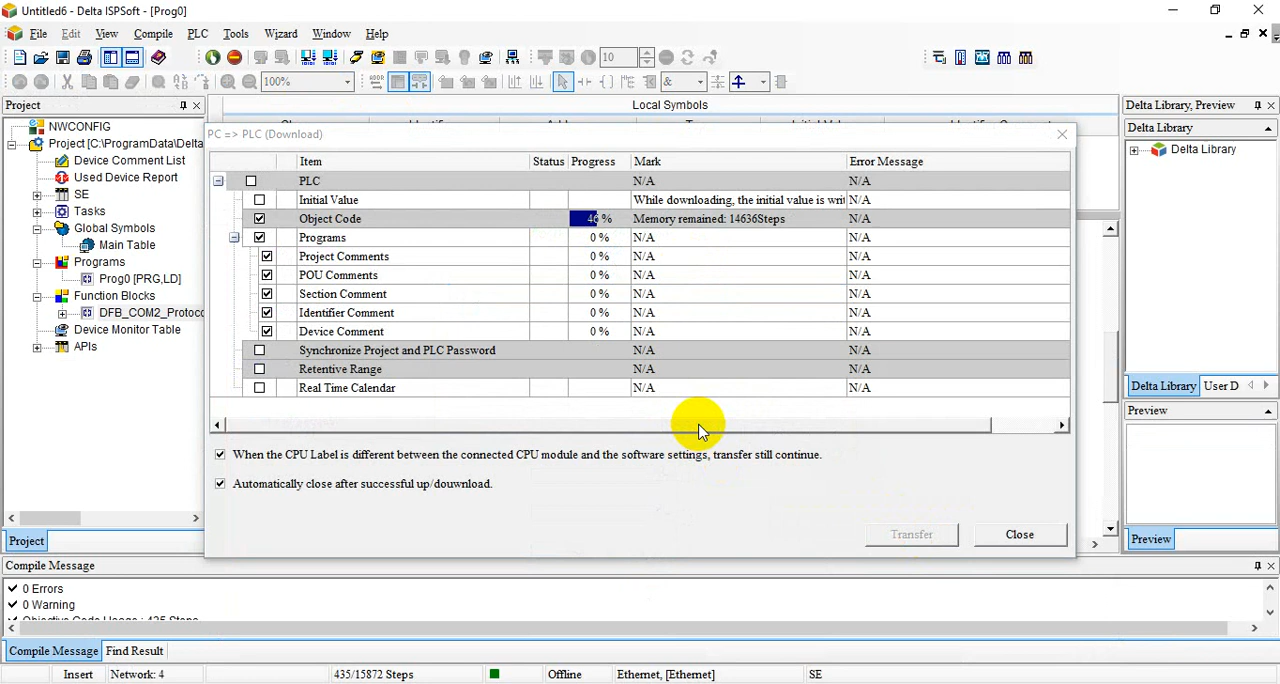 Untitled6 - Delta ISPSoft - [Prog0]
File Edit View Compile PLC Tools Wizard Window Help
10
100%
&
Project
NWCONFIG
Project [C:\ProgramData\Delta
Device Comment List
Used Device Report
SE
Tasks
Global Symbols
Main Table
Programs
Prog0 [PRG,LD]
Function Blocks
DFB_COM2_Protoco
Device Monitor Table
APIs
Project
Local Symbols
PC => PLC (Download)
Item Status Progress Mark Error Message
PLC N/A N/A
Initial Value While downloading, the initial value is writ N/A
Object Code 46 % Memory remained: 14636Steps N/A
Programs 0 % N/A N/A
Project Comments 0 % N/A N/A
POU Comments 0 % N/A N/A
Section Comment 0 % N/A N/A
Identifier Comment 0 % N/A N/A
Device Comment 0 % N/A N/A
Synchronize Project and PLC Password N/A N/A
Retentive Range N/A N/A
Real Time Calendar N/A N/A
When the CPU Label is different between the connected CPU module and the software settings, transfer still continue.
Automatically close after successful up/douwnload.
Transfer Close
Delta Library, Preview
Delta Library
Delta Library
Delta Library User D
Preview
Preview
Compile Message
0 Errors
0 Warning
Objective Code Usage : 435 Steps
Compile Message Find Result
Insert Network: 4 435/15872 Steps Offline Ethernet, [Ethernet] SE